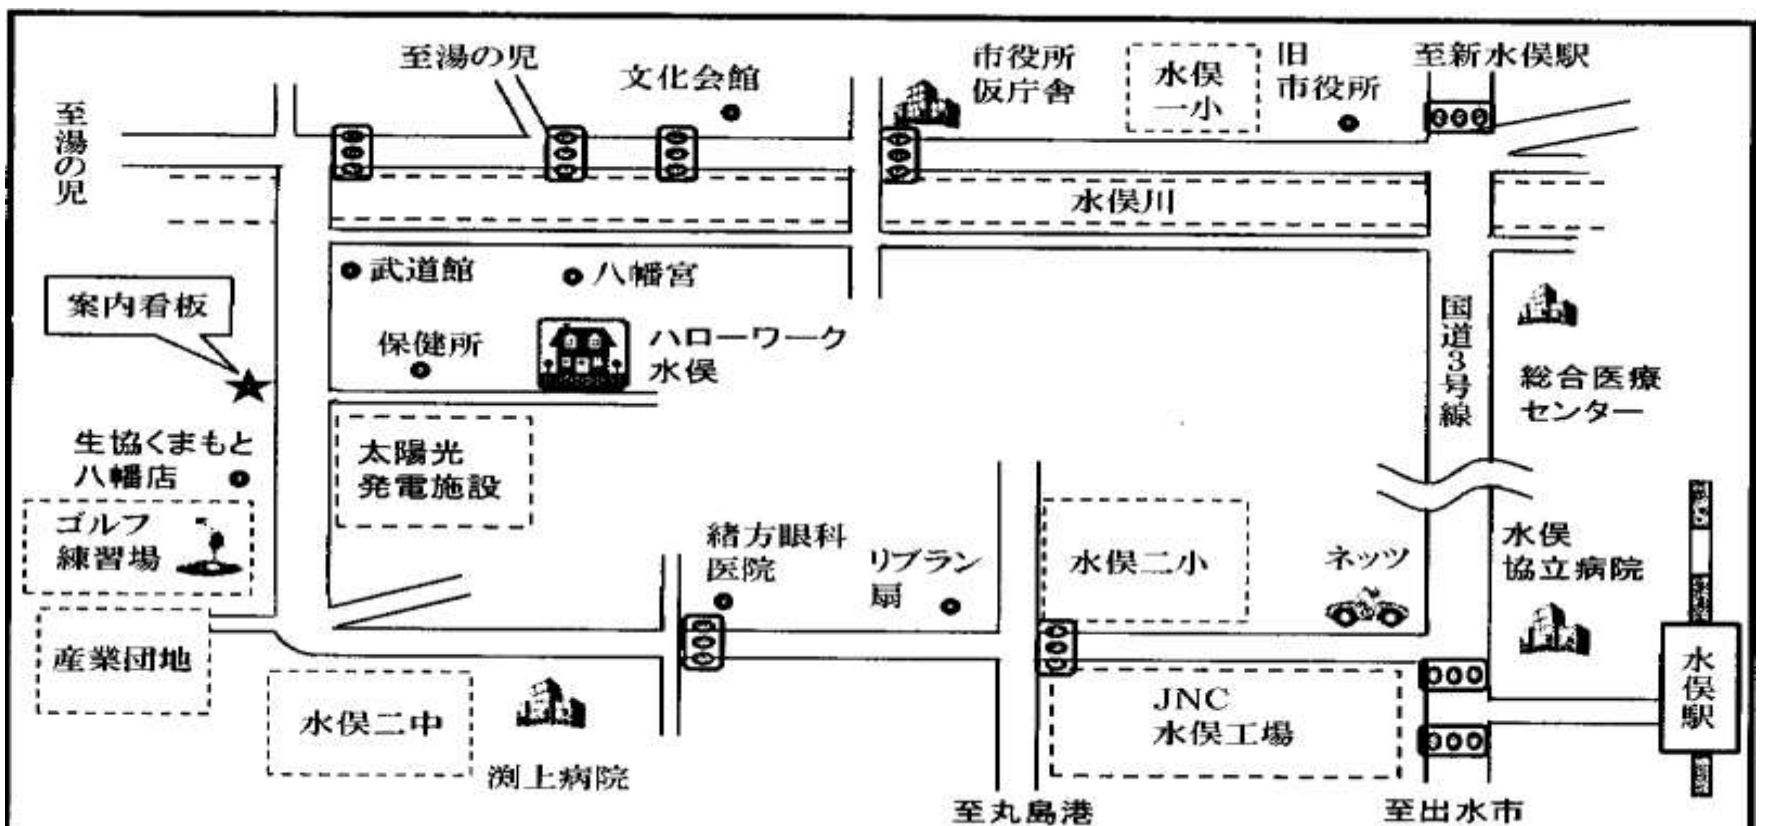 至湯の児
至湯の児
文化会館
市役所
仮庁舎
水俣
一小
旧
市役所
至新水俣駅
水俣川
武道館
八幡宮
案内看板
保健所
ハローワーク
水俣
国道3号線
総合医療
センター
生協くまもと
八幡店
太陽光
発電施設
ゴルフ
練習場
緒方眼科
医院
リブラン
扇
水俣二小
ネッツ
水俣
協立病院
産業団地
水俣二中
渕上病院
JNC
水俣工場
水俣駅
至丸島港
至出水市